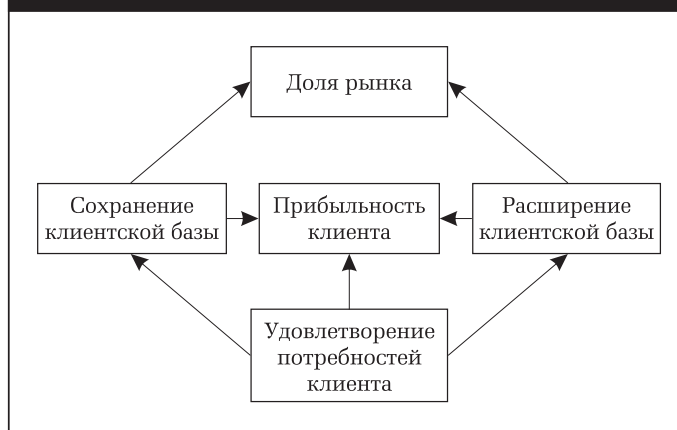 Доля рынка
Сохранение
клиентской базы
Прибыльность
клиента
Расширение
клиентской базы
Удовлетворение
потребностей
клиента